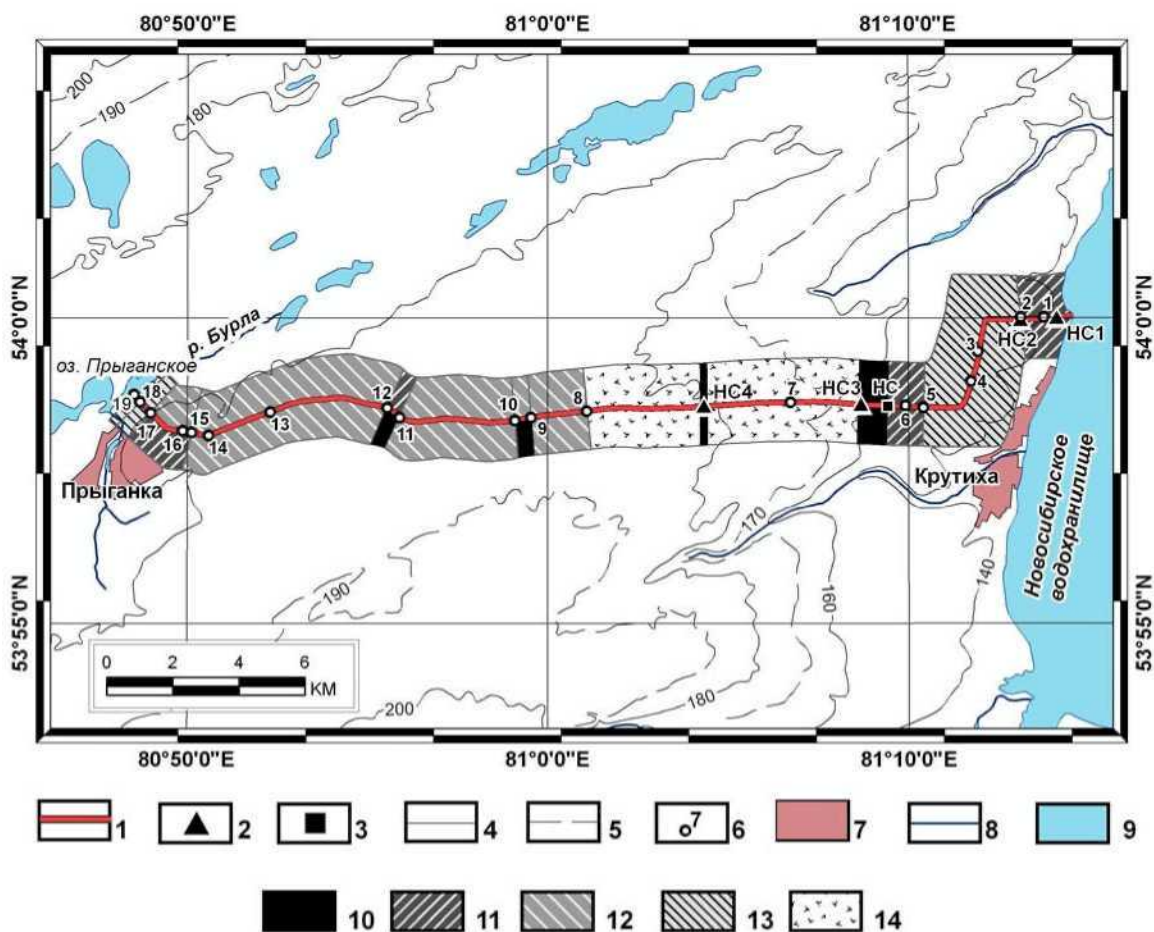 80°50'0"E 81°0'0"E 81°10'0"E
200
190
180
54°0'0"N
54°0'0"N
р. Бурла
оз. Прыганское
2 1
НС2 НС1
3
4
18
19
17
16
15
14
13
12
11
10
9
8
НС4
7
НС3
НС
6
5
Прыганка
Крутиха
Новосибирское
водохранилище
170
160
140
190
180
200
53°55'0"N
53°55'0"N
0 2 4 6
KM
80°50'0"E 81°0'0"E 81°10'0"E
1 2 3 4 5 7 6 7 8 9
10 11 12 13 14